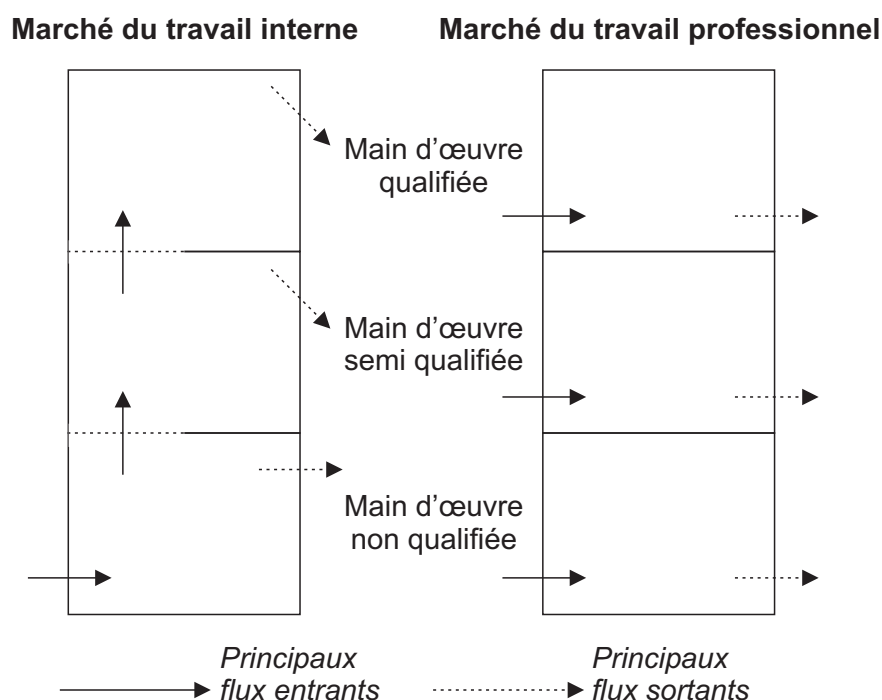 Marché du travail interne
Marché du travail professionnel
Main d'œuvre
qualifiée
Main d'œuvre
semi qualifiée
Main d'œuvre
non qualifiée
Principaux
flux entrants
Principaux
flux sortants